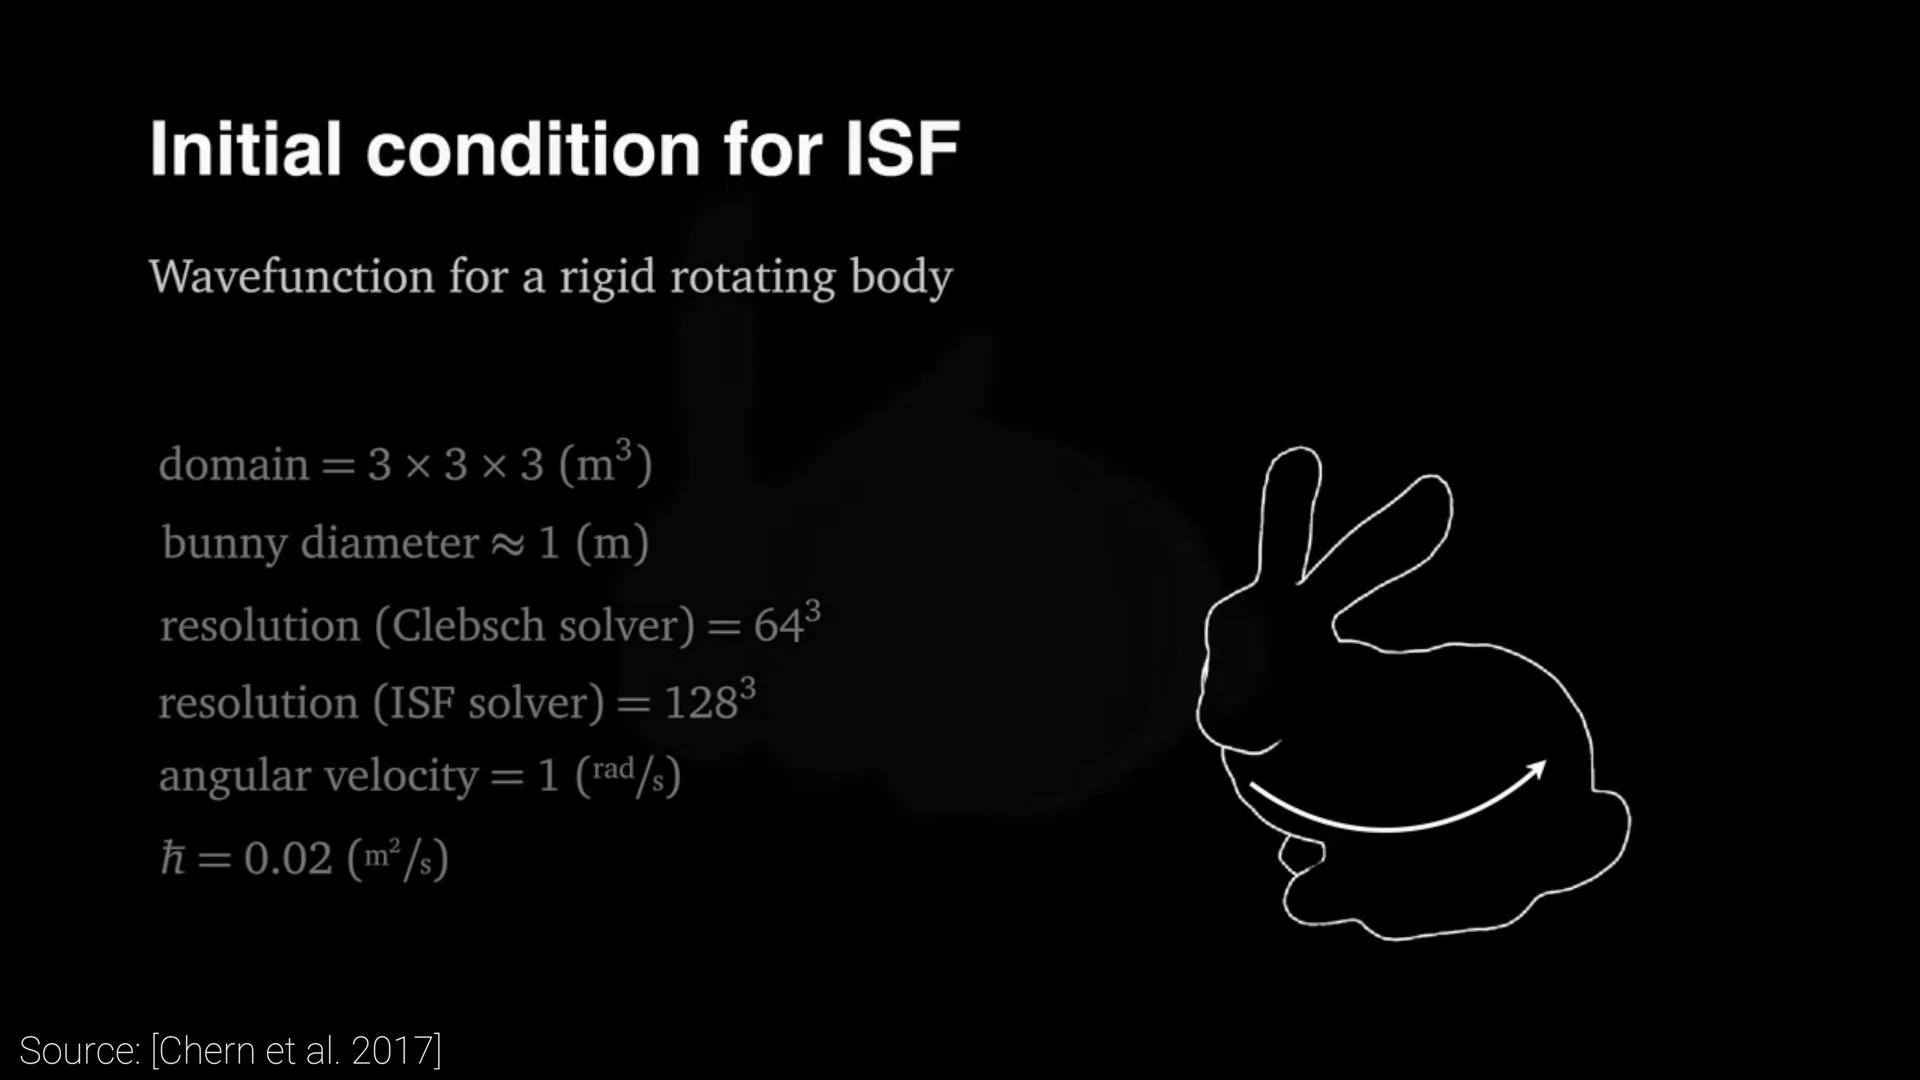 Initial condition for ISF
Wavefunction for a rigid rotating body
domain = 3 × 3 × 3 (m³)
bunny diameter ≈ 1 (m)
resolution (Clebsch solver) = 64³
resolution (ISF solver) = 128³
angular velocity = 1 (rad/s)
ħ = 0.02 (m²/s)
Source: [Chern et al. 2017]